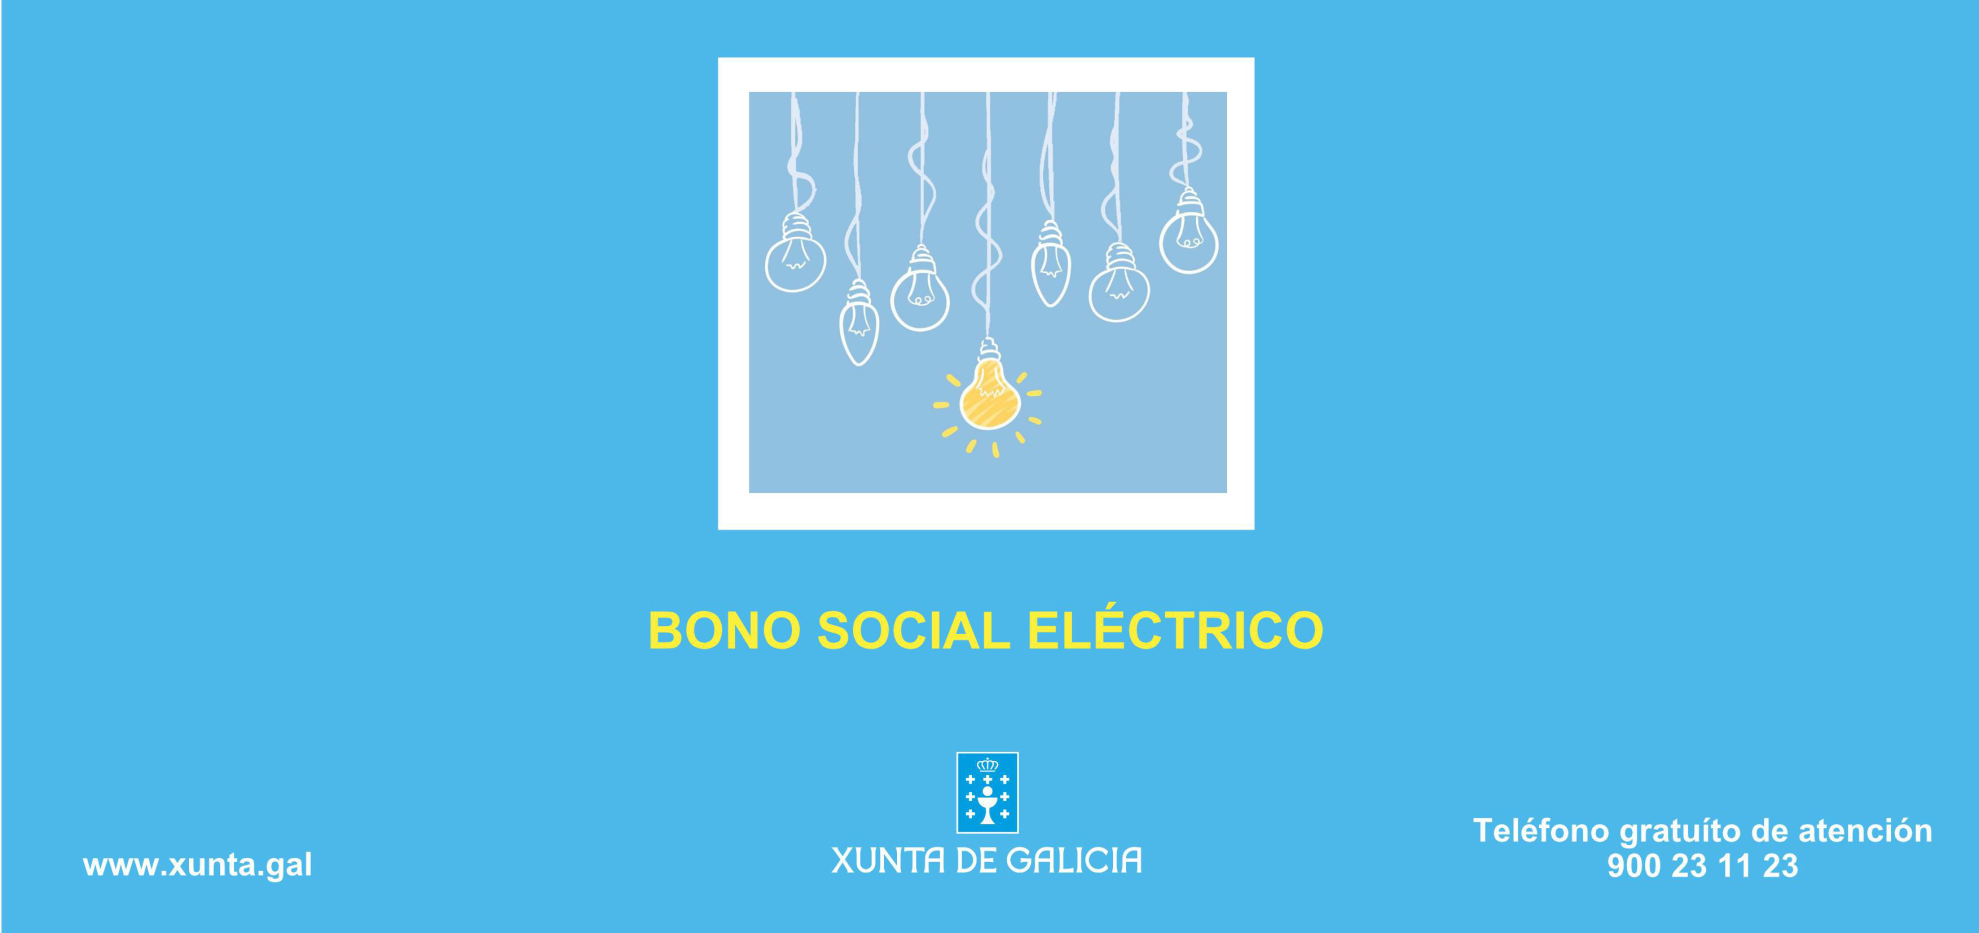 BONO SOCIAL ELÉCTRICO
XUNTA DE GALICIA
www.xunta.gal
Teléfono gratuíto de atención
900 23 11 23